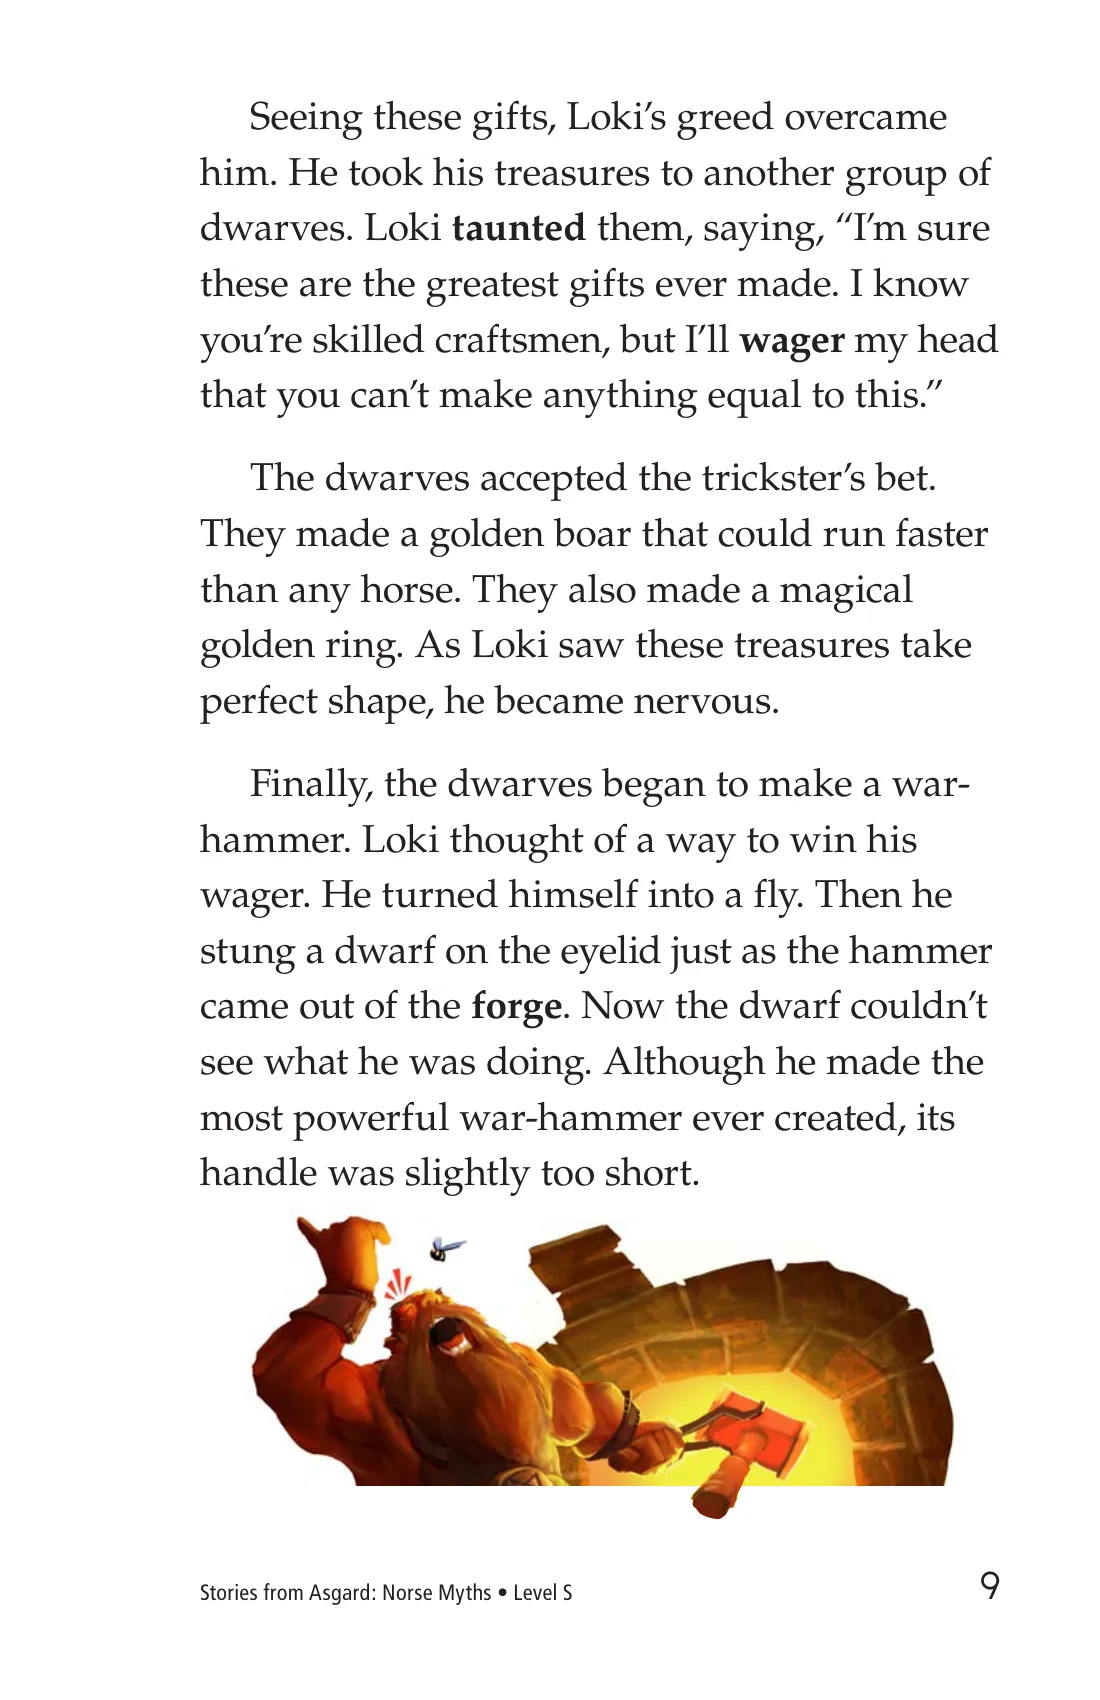 Seeing these gifts, Loki’s greed overcame
him. He took his treasures to another group of
dwarves. Loki taunted them, saying, “I’m sure
these are the greatest gifts ever made. I know
you’re skilled craftsmen, but I’ll wager my head
that you can’t make anything equal to this.”
The dwarves accepted the trickster’s bet.
They made a golden boar that could run faster
than any horse. They also made a magical
golden ring. As Loki saw these treasures take
perfect shape, he became nervous.
Finally, the dwarves began to make a war-
hammer. Loki thought of a way to win his
wager. He turned himself into a fly. Then he
stung a dwarf on the eyelid just as the hammer
came out of the forge. Now the dwarf couldn’t
see what he was doing. Although he made the
most powerful war-hammer ever created, its
handle was slightly too short.
Stories from Asgard: Norse Myths • Level S
9